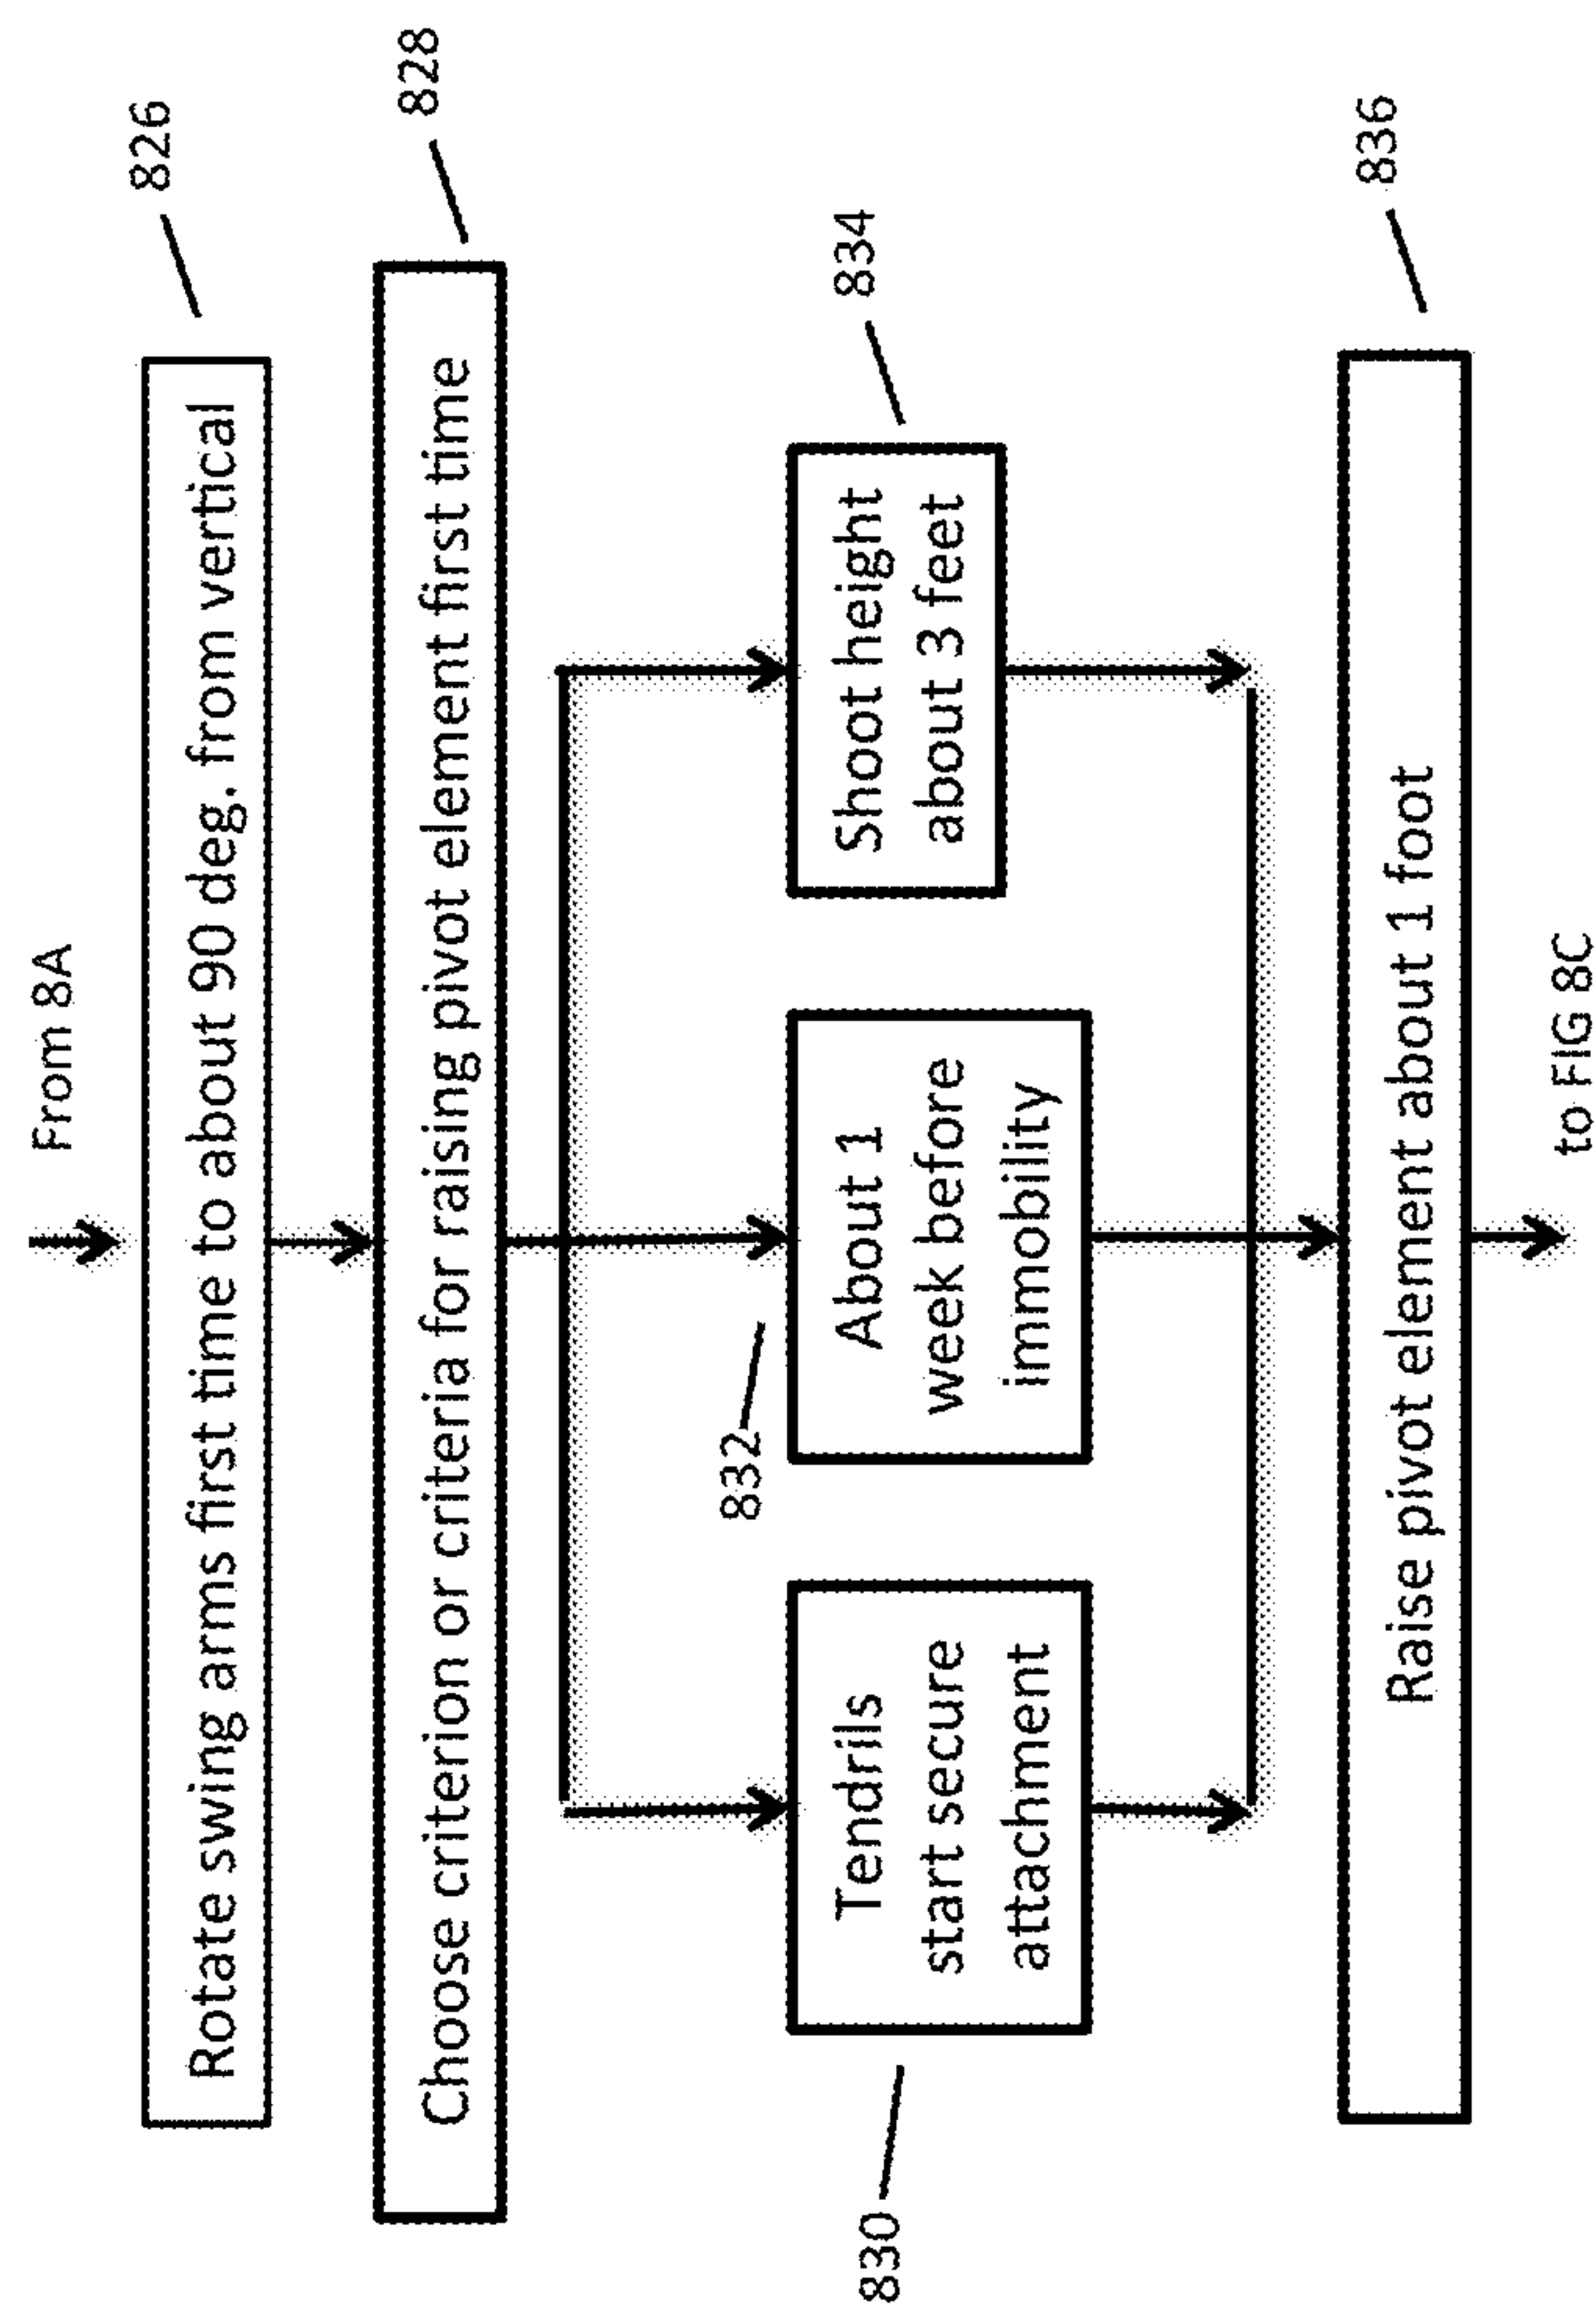 From 8A
826
Rotate swing arms first time to about 90 deg. from vertical
828
Choose criterion or criteria for raising pivot element first time
830
Tendrils
start secure
attachment
832
About 1
week before
immobility
834
Shoot height
about 3 feet
836
Raise pivot element about 1 foot
to FIG 8C